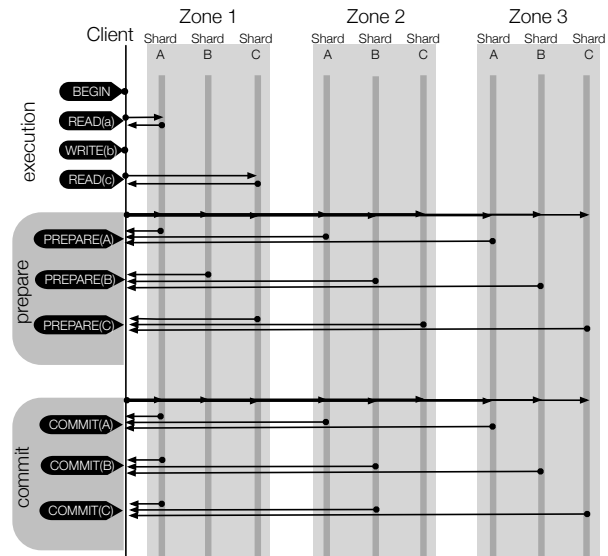 Zone 1 Zone 2 Zone 3
Client Shard Shard Shard Shard Shard Shard Shard Shard Shard
A B C A B C A B C
execution
BEGIN
READ(a)
WRITE(b)
READ(c)
prepare
PREPARE(A)
PREPARE(B)
PREPARE(C)
commit
COMMIT(A)
COMMIT(B)
COMMIT(C)